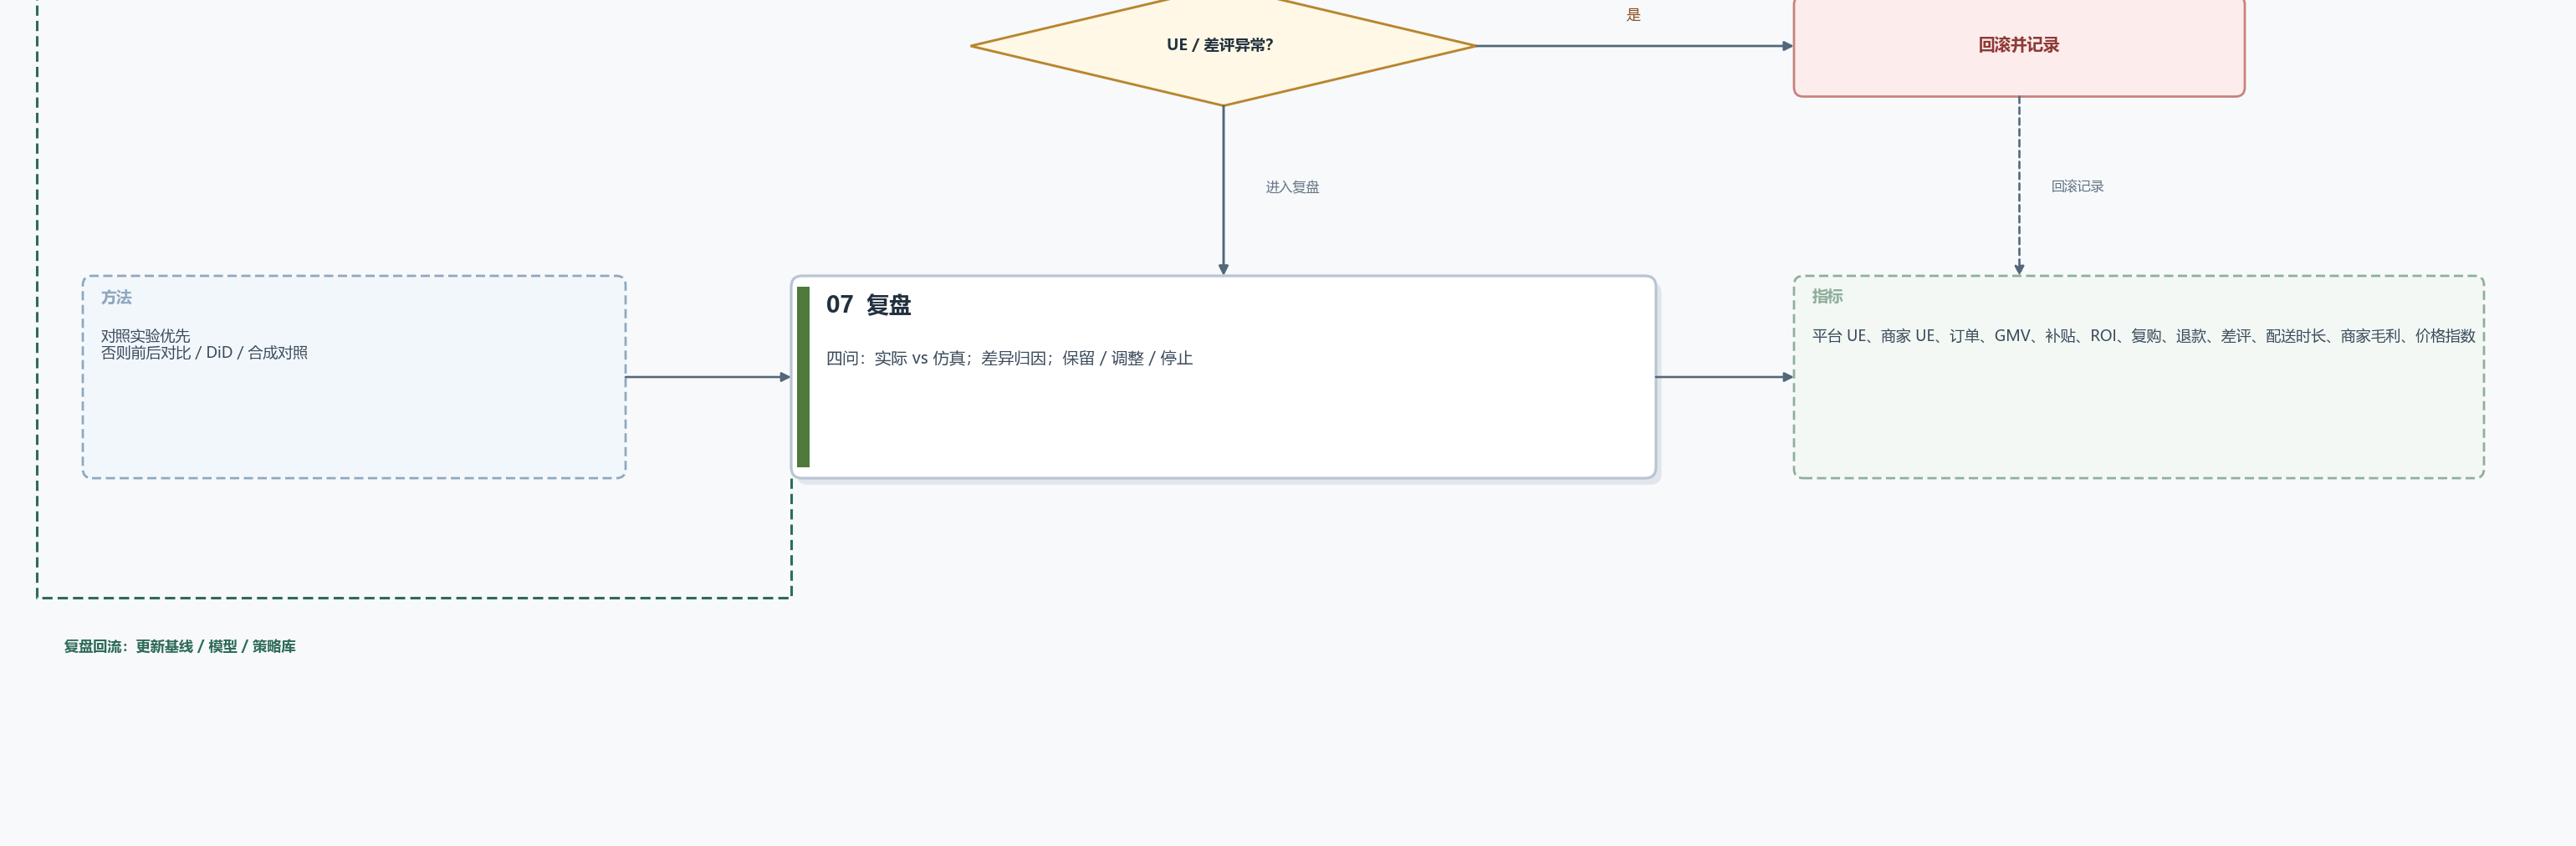 是
UE / 差评异常?
回滚并记录
进入复盘
回滚记录
方法
对照实验优先
否则前后对比 / DiD / 合成对照
07 复盘
四问：实际 vs 仿真；差异归因；保留 / 调整 / 停止
指标
平台 UE、商家 UE、订单、GMV、补贴、ROI、复购、退款、差评、配送时长、商家毛利、价格指数
复盘回流：更新基线 / 模型 / 策略库